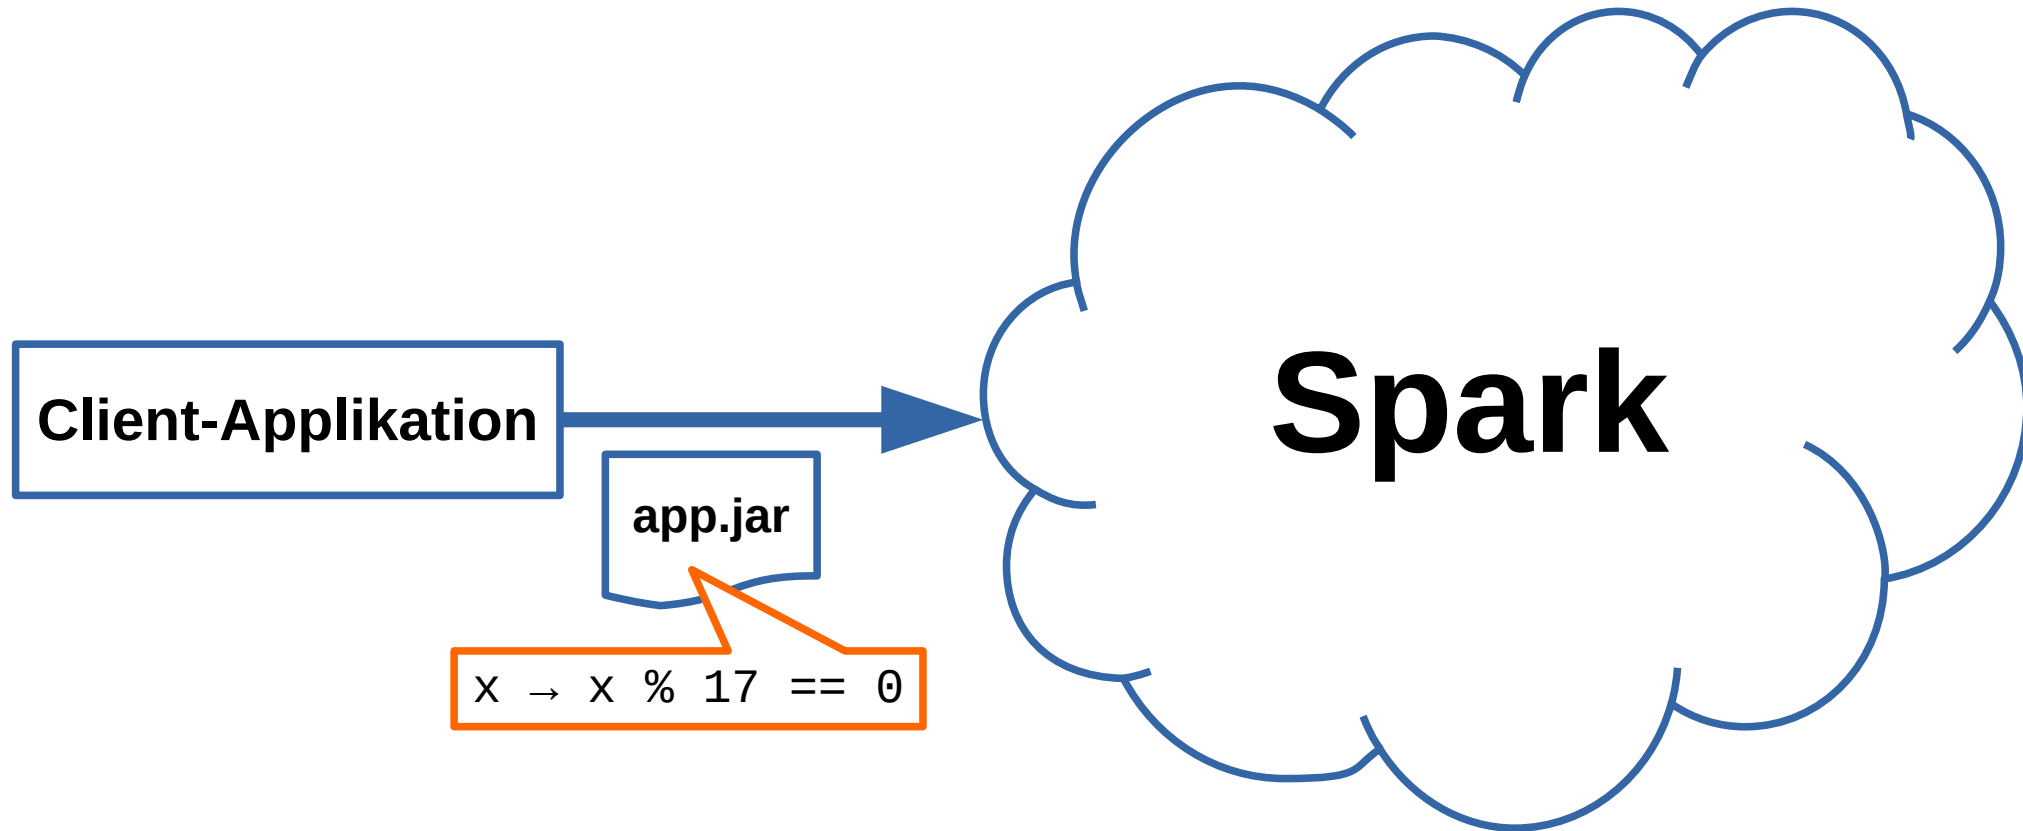 Client-Applikation
Spark
app.jar
x → x % 17 == 0